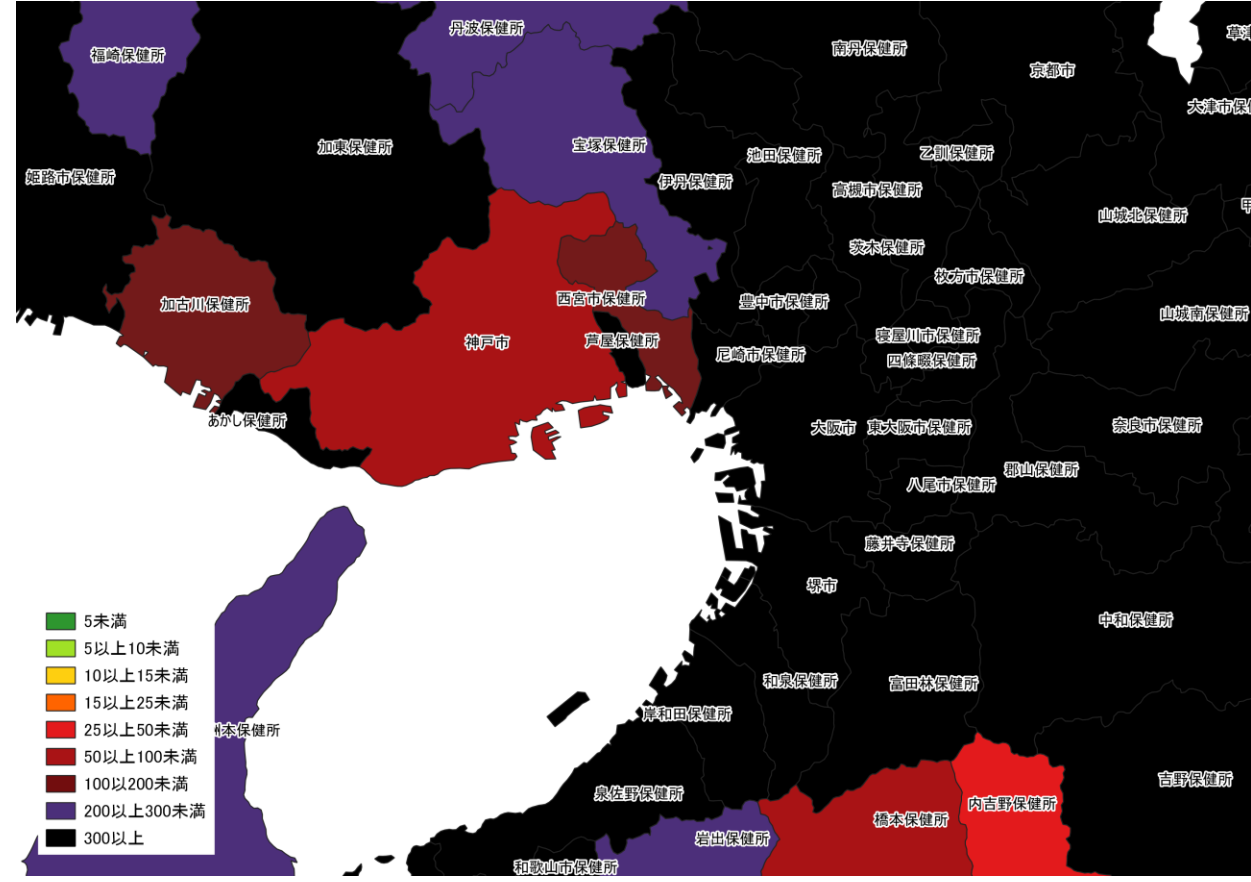 丹波保健所
草津
福崎保健所
南丹保健所
京都市
大津市保健
加東保健所
宝塚保健所
池田保健所
乙訓保健所
姫路市保健所
伊丹保健所
高槻市保健所
甲
山城北保健所
茨木保健所
枚方市保健所
加古川保健所
西宮市保健所
豊中市保健所
山城南保健所
神戸市
芦屋保健所
寝屋川市保健所
尼崎市保健所
四條畷保健所
あかし保健所
大阪市
東大阪市保健所
奈良市保健所
郡山保健所
八尾市保健所
藤井寺保健所
堺市
中和保健所
和泉保健所
富田林保健所
岸和田保健所
洲本保健所
吉野保健所
泉佐野保健所
内吉野保健所
橋本保健所
岩出保健所
和歌山市保健所
5未満
5以上10未満
10以上15未満
15以上25未満
25以上50未満
50以上100未満
100以200未満
200以上300未満
300以上